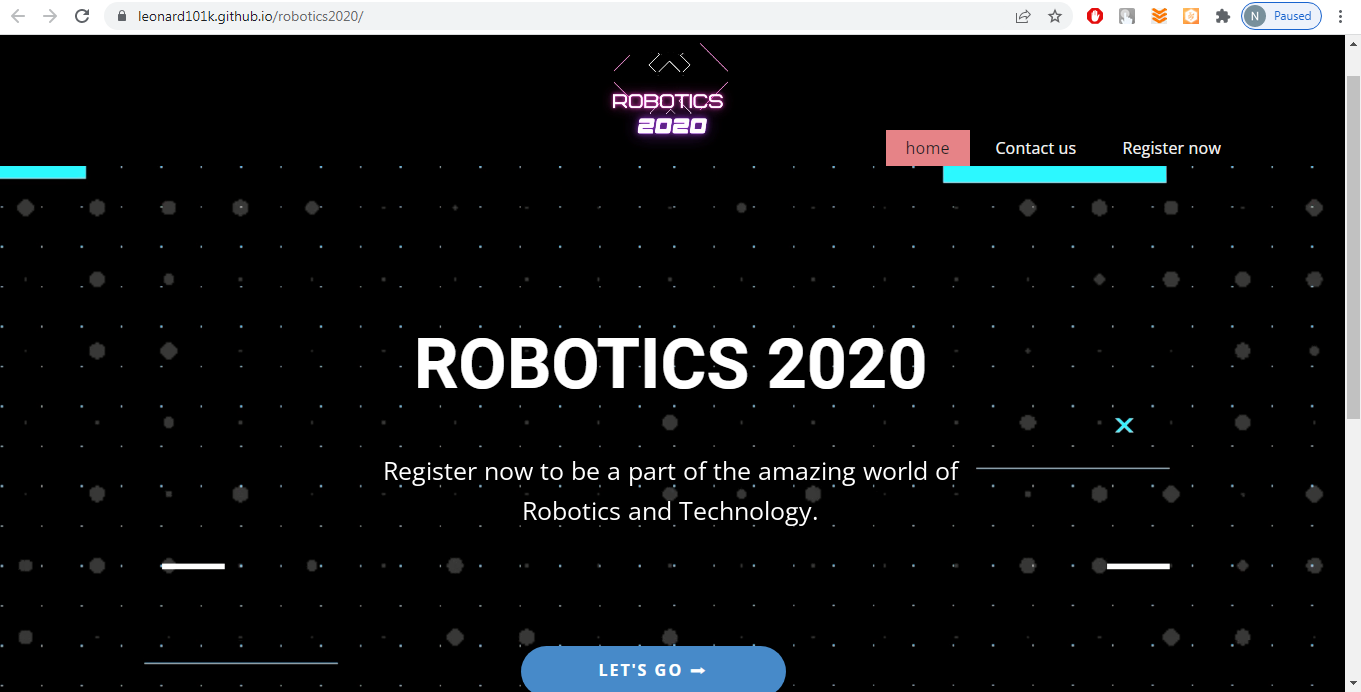 leonard101k.github.io/robotics2020/
N Paused
ROBOTICS
2020
home Contact us Register now
ROBOTICS 2020
Register now to be a part of the amazing world of
Robotics and Technology.
LET'S GO ➡